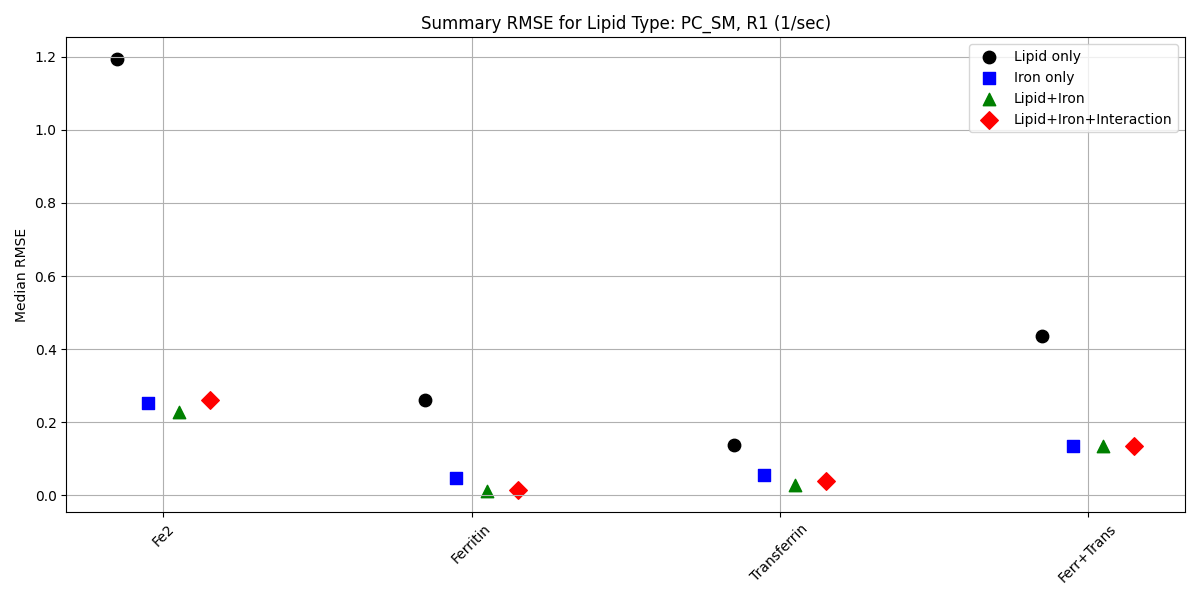 Summary RMSE for Lipid Type: PC_SM, R1 (1/sec)
Lipid only
Iron only
Lipid+Iron
Lipid+Iron+Interaction
Median RMSE
1.2
1.0
0.8
0.6
0.4
0.2
0.0
Fe2
Ferritin
Transferrin
Ferr+Trans